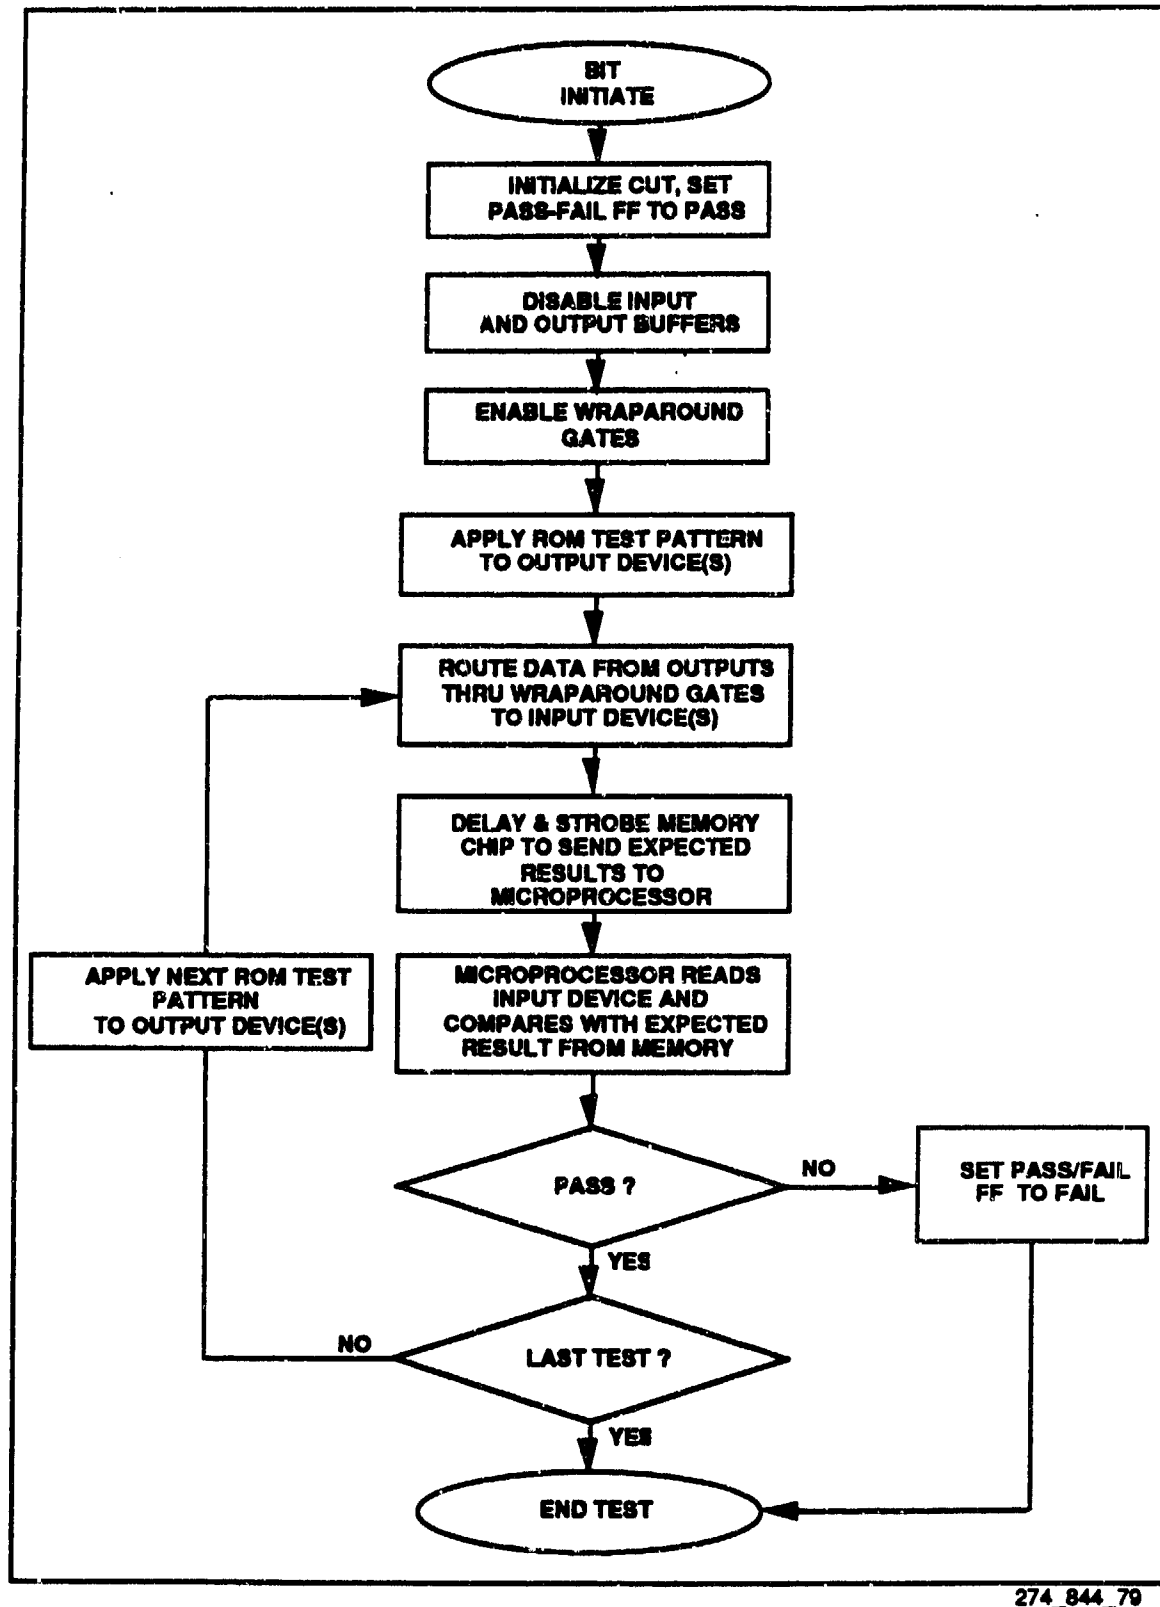 BIT
INITIATE
INITIALIZE CUT, SET
PASS-FAIL FF TO PASS
DISABLE INPUT
AND OUTPUT BUFFERS
ENABLE WRAPAROUND
GATES
APPLY ROM TEST PATTERN
TO OUTPUT DEVICE(S)
ROUTE DATA FROM OUTPUTS
THRU WRAPAROUND GATES
TO INPUT DEVICE(S)
DELAY & STROBE MEMORY
CHIP TO SEND EXPECTED
RESULTS TO
MICROPROCESSOR
APPLY NEXT ROM TEST
PATTERN
TO OUTPUT DEVICE(S)
MICROPROCESSOR READS
INPUT DEVICE AND
COMPARES WITH EXPECTED
RESULT FROM MEMORY
PASS ?
NO
SET PASS/FAIL
FF TO FAIL
YES
NO
LAST TEST ?
YES
END TEST
274_844_79